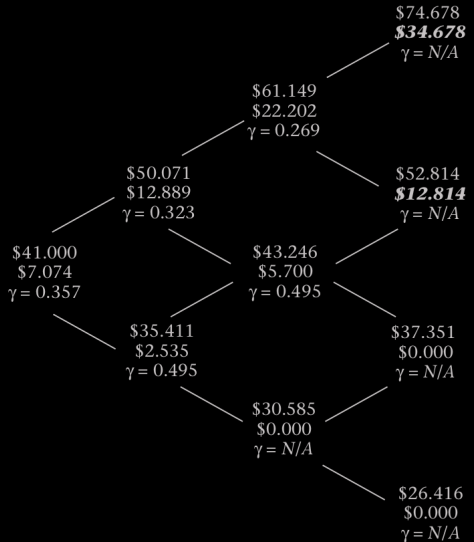 $74.678
$34.678
γ = N/A
$61.149
$22.202
γ = 0.269
$50.071
$12.889
γ = 0.323
$52.814
$12.814
γ = N/A
$41.000
$7.074
γ = 0.357
$43.246
$5.700
γ = 0.495
$35.411
$2.535
γ = 0.495
$37.351
$0.000
γ = N/A
$30.585
$0.000
γ = N/A
$26.416
$0.000
γ = N/A